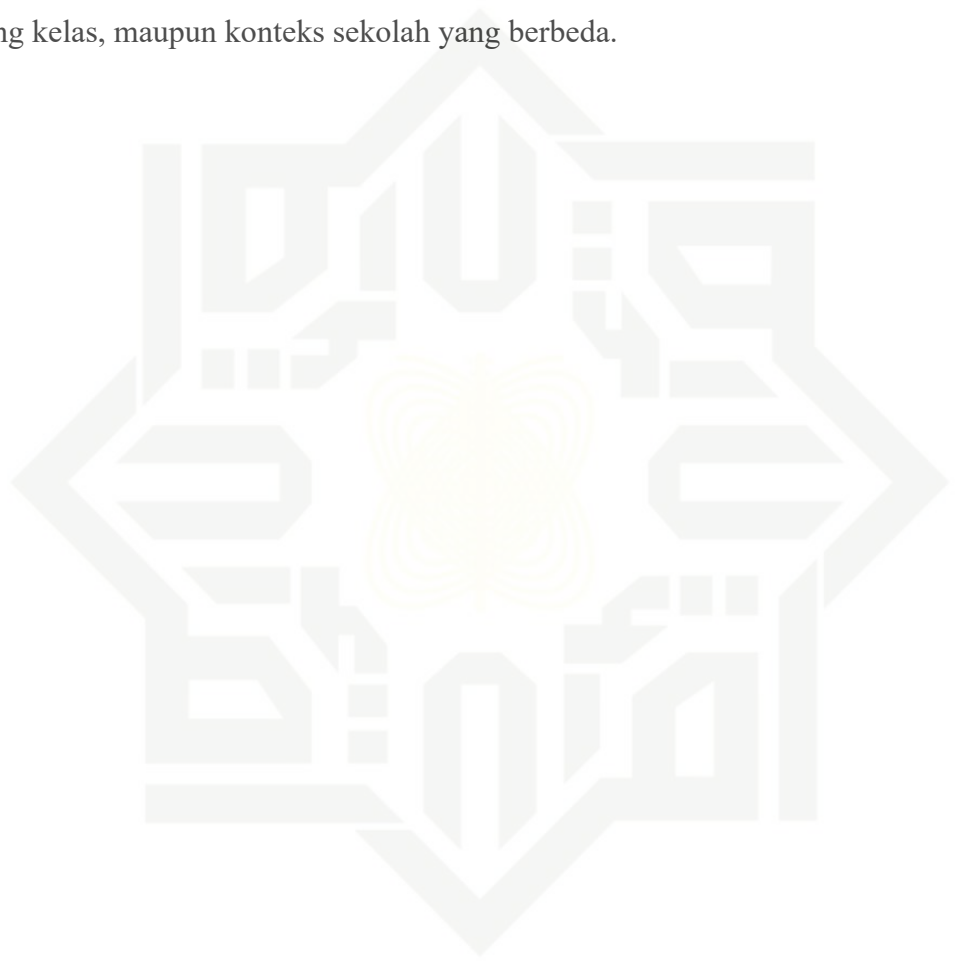 ng kelas, maupun konteks sekolah yang berbeda.